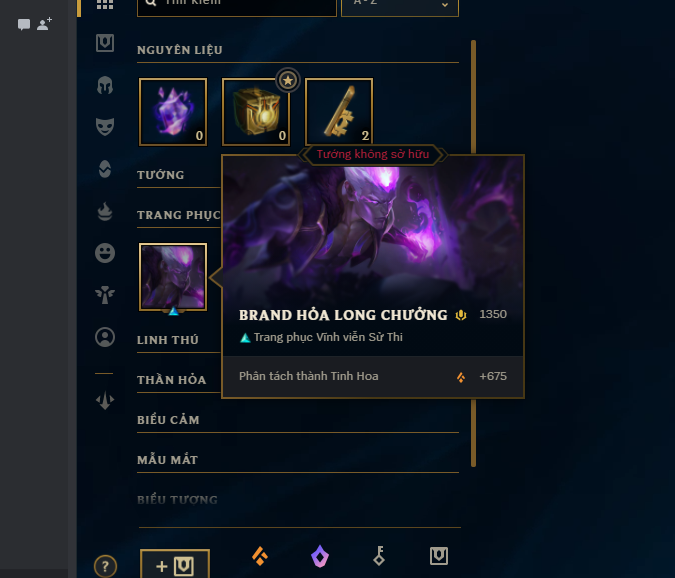 Tìm kiếm
A - Z
NGUYÊN LIỆU
0
0
2
Tướng không sở hữu
TƯỚNG
TRANG PHỤC
BRAND HỎA LONG CHƯỞNG 1350
Trang phục Vĩnh viễn Sử Thi
Phân tách thành Tinh Hoa +675
LINH THÚ
THẦN HỎA
BIỂU CẢM
MẪU MẮT
BIỂU TƯỢNG
?
+